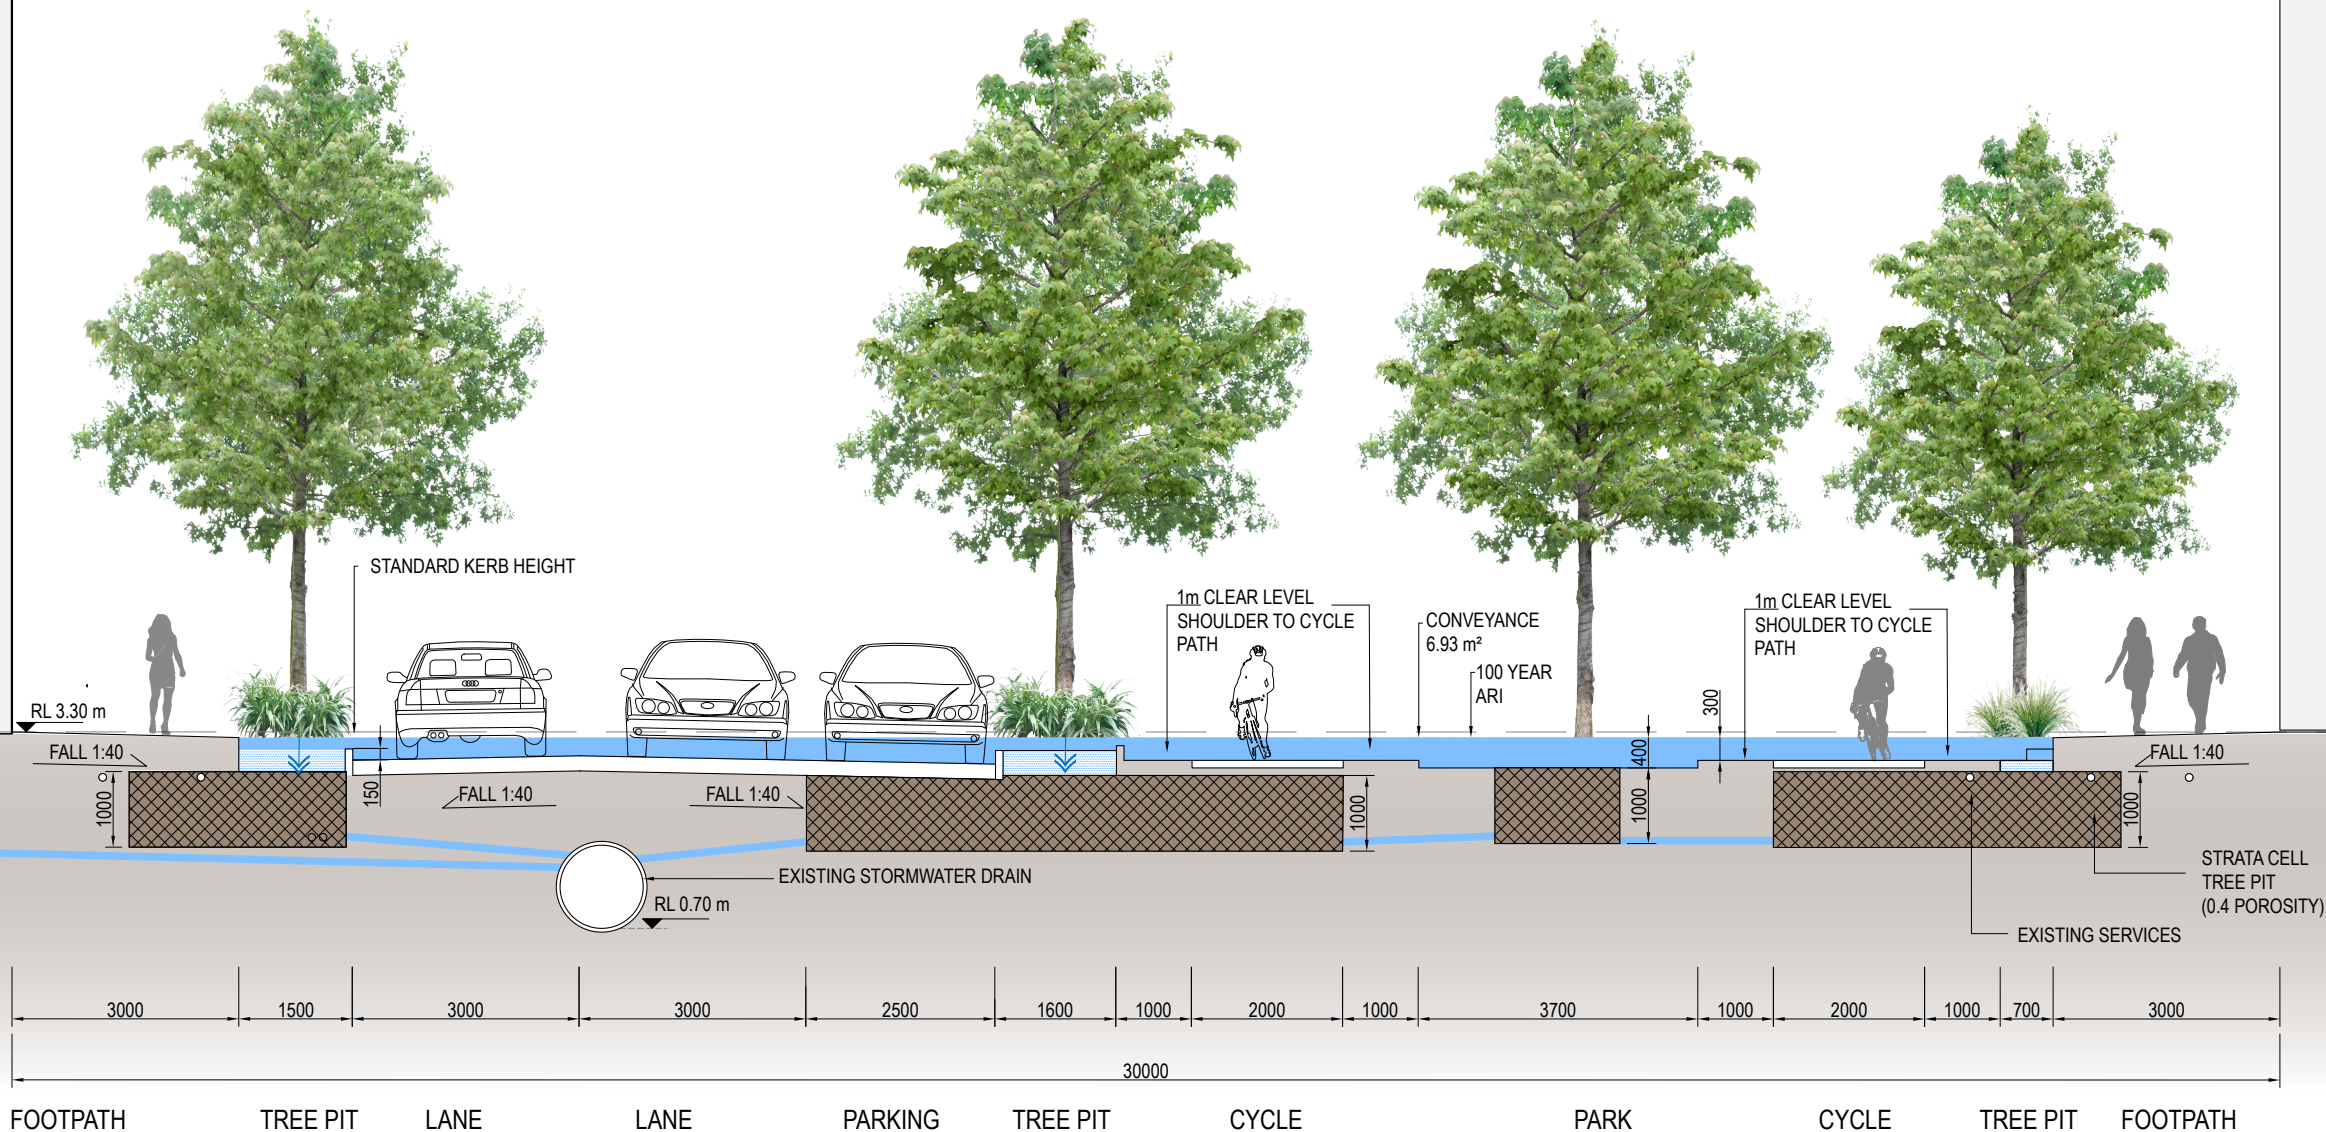 STANDARD KERB HEIGHT
1m CLEAR LEVEL
SHOULDER TO CYCLE
PATH
CONVEYANCE
6.93 m²
100 YEAR
ARI
1m CLEAR LEVEL
SHOULDER TO CYCLE
PATH
RL 3.30 m
300
400
FALL 1:40
FALL 1:40
150
1000
FALL 1:40
FALL 1:40
1000
1000
1000
STRATA CELL
TREE PIT
(0.4 POROSITY)
EXISTING STORMWATER DRAIN
RL 0.70 m
EXISTING SERVICES
3000 1500 3000 3000 2500 1600 1000 2000 1000 3700 1000 2000 1000 700 3000
30000
FOOTPATH TREE PIT LANE LANE PARKING TREE PIT CYCLE PARK CYCLE TREE PIT FOOTPATH